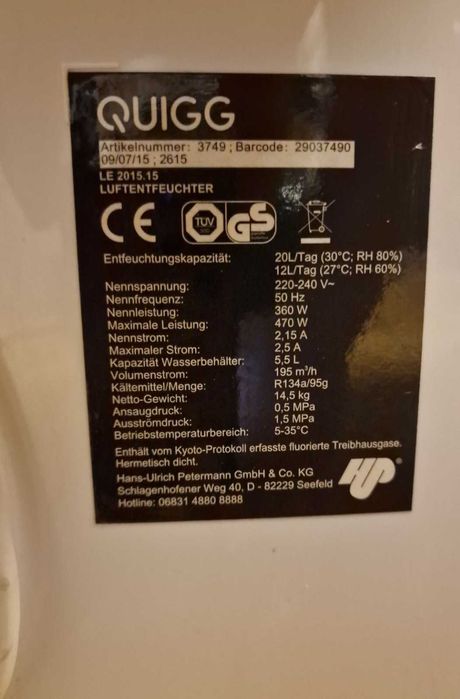 QUIGG
Artikelnummer: 3749 ; Barcode: 29037490
09/07/15 ; 2615
LE 2015.15
LUFTENTFEUCHTER
CE TÜV GS
Entfeuchtungskapazität: 20L/Tag (30°C; RH 80%)
12L/Tag (27°C; RH 60%)
Nennspannung: 220-240 V~
Nennfrequenz: 50 Hz
Nennleistung: 360 W
Maximale Leistung: 470 W
Nennstrom: 2,15 A
Maximaler Strom: 2,5 A
Kapazität Wasserbehälter: 5,5 L
Volumenstrom: 195 m³/h
Kältemittel/Menge: R134a/95g
Netto-Gewicht: 14,5 kg
Ansaugdruck: 0,5 MPa
Ausströmdruck: 1,5 MPa
Betriebstemperaturbereich: 5-35°C
Enthält vom Kyoto-Protokoll erfasste fluorierte Treibhausgase.
Hermetisch dicht.
Hans-Ulrich Petermann GmbH & Co. KG
Schlagenhofener Weg 40, D - 82229 Seefeld
Hotline: 06831 4880 8888
HUP®